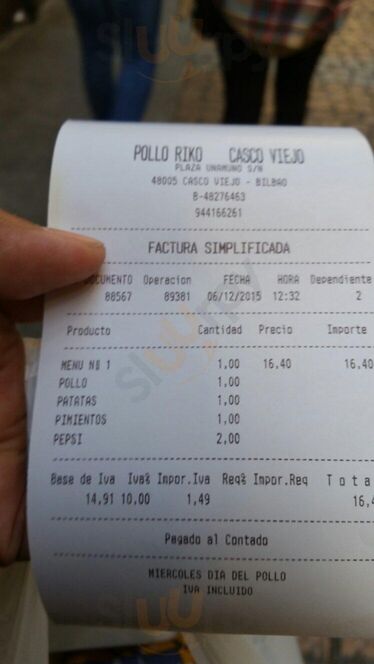 POLLO RIKO CASCO VIEJO
PLAZA UNAMUNO S/N
48005 CASCO VIEJO - BILBAO
B-48276463
944166261
FACTURA SIMPLIFICADA
DOCUMENTO Operacion FECHA HORA Dependiente
88567 89381 06/12/2015 12:32 2
Producto Cantidad Precio Importe
MENU Nº 1 1,00 16,40 16,40
POLLO 1,00
PATATAS 1,00
PIMIENTOS 1,00
PEPSI 2,00
Base de Iva Iva% Impor.Iva Req% Impor.Req Tota
14,91 10,00 1,49 16,4
Pagado al Contado
MIERCOLES DIA DEL POLLO
IVA INCLUIDO